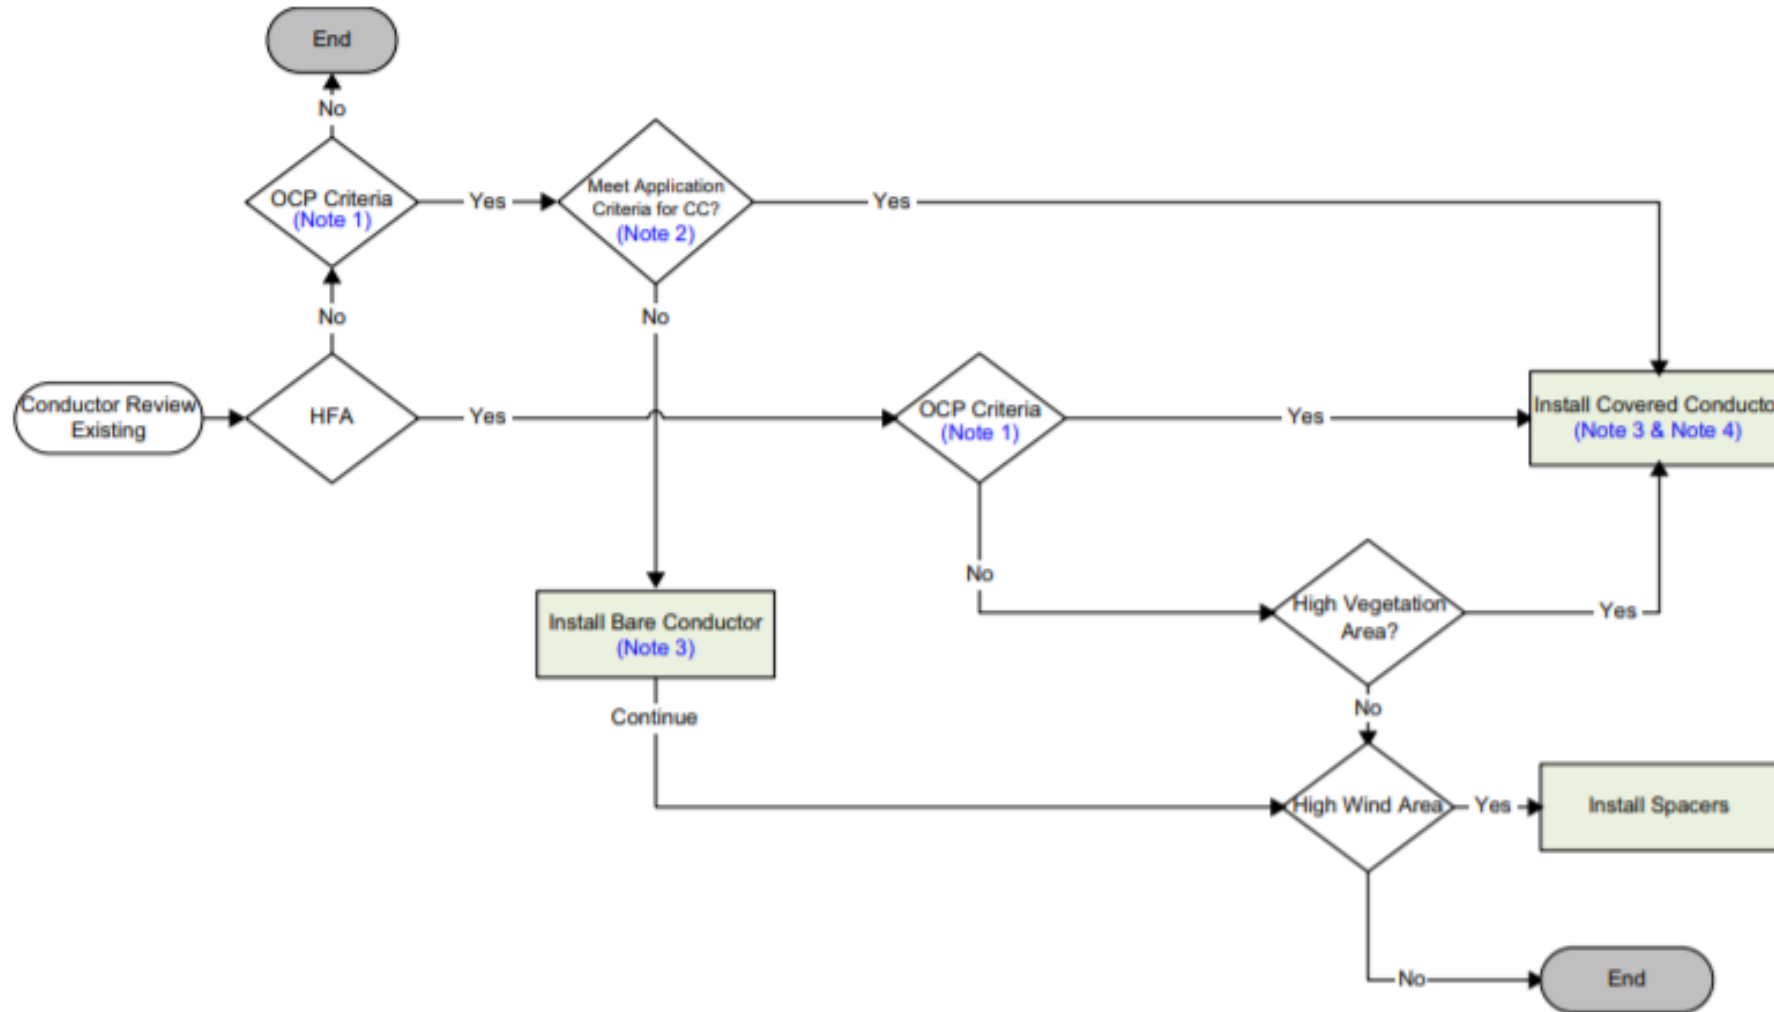 End
No
OCP Criteria
(Note 1)
Yes
Meet Application
Criteria for CC?
(Note 2)
Yes
No
No
Conductor Review
Existing
HFA
Yes
OCP Criteria
(Note 1)
Yes
Install Covered Conducto
(Note 3 & Note 4)
No
High Vegetation
Area?
Yes
Install Bare Conductor
(Note 3)
Continue
No
High Wind Area
Yes
Install Spacers
No
End